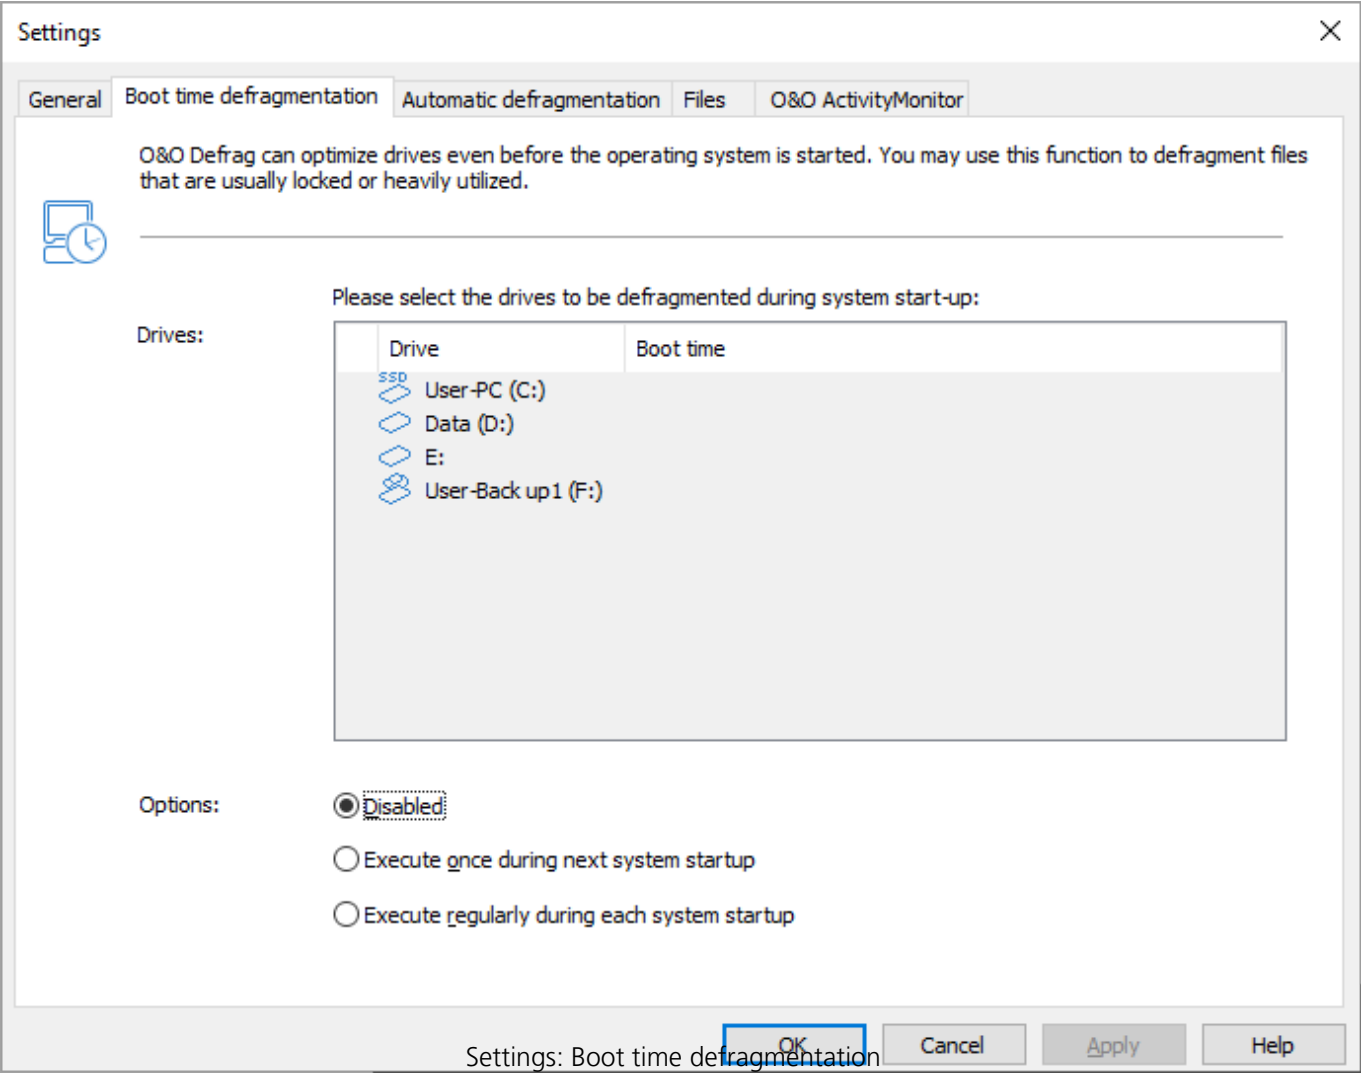 Settings
General
Boot time defragmentation
Automatic defragmentation
Files
O&O ActivityMonitor
O&O Defrag can optimize drives even before the operating system is started. You may use this function to defragment files
that are usually locked or heavily utilized.
Please select the drives to be defragmented during system start-up:
Drives:
Drive
Boot time
SSD
User-PC (C:)
Data (D:)
E:
User-Back up1 (F:)
Options:
Disabled
Execute once during next system startup
Execute regularly during each system startup
OK
Cancel
Apply
Help
Settings: Boot time defragmentation